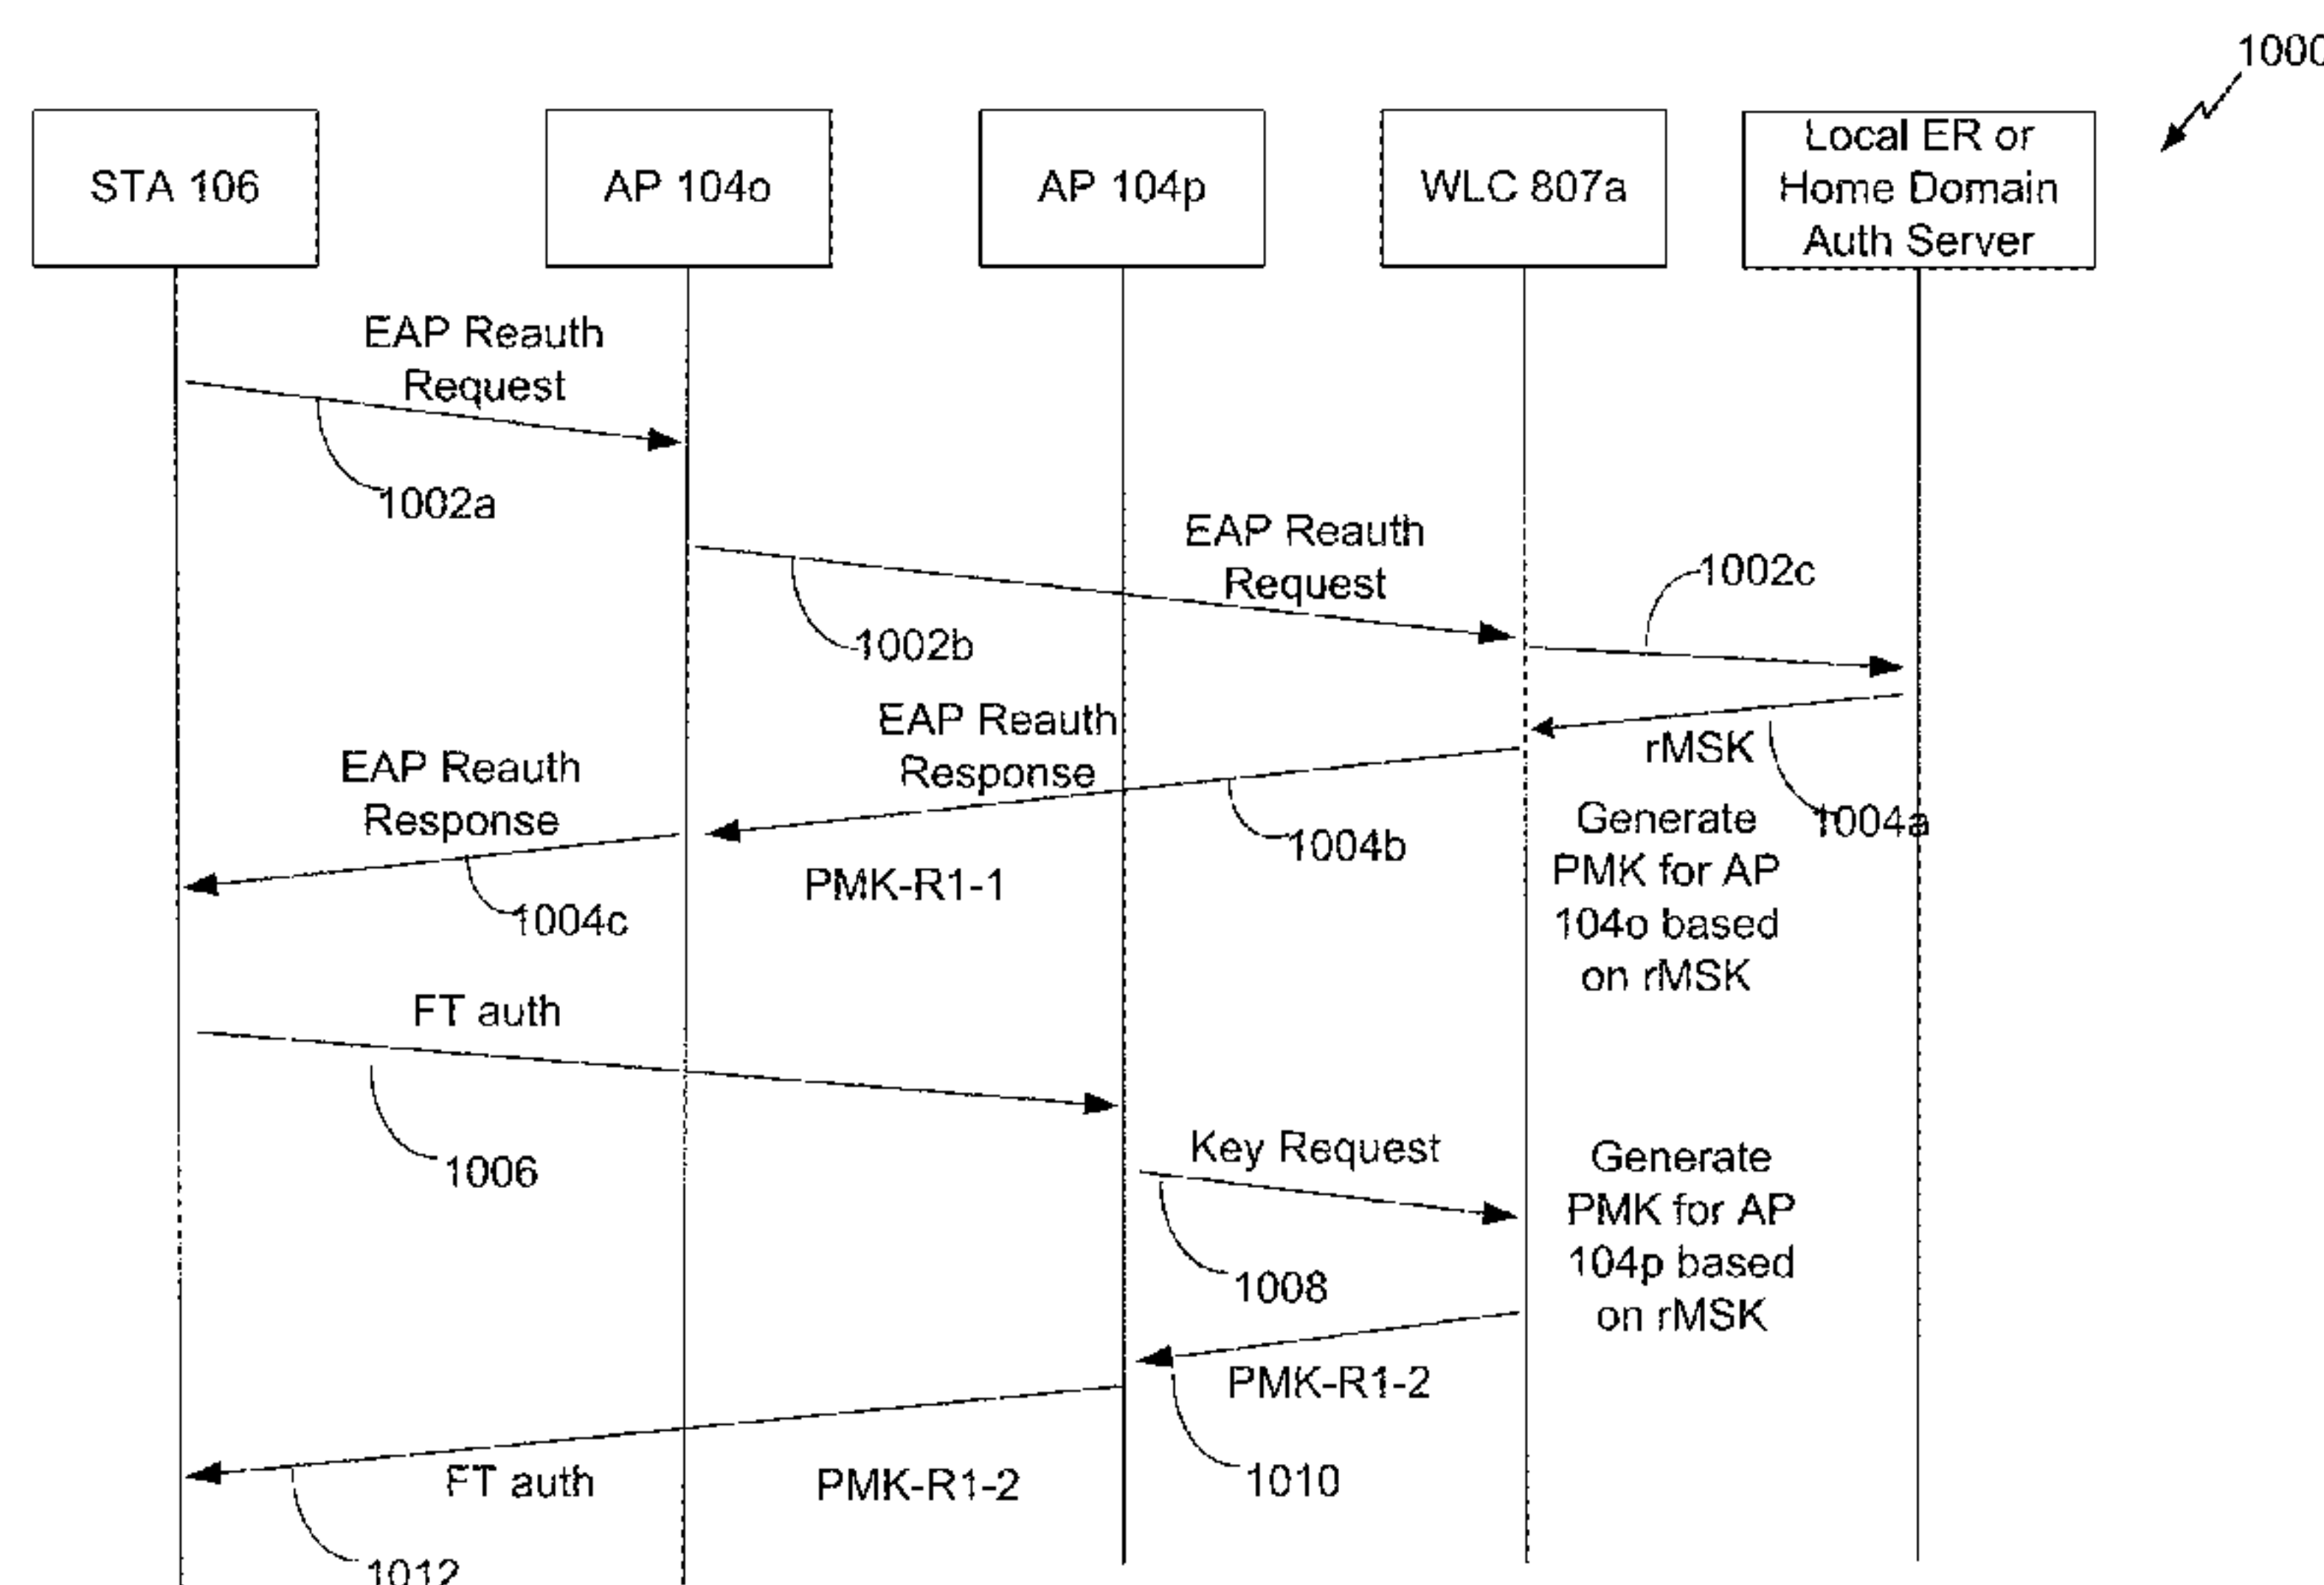 1000
STA 106
AP 104o
AP 104p
WLC 807a
Local ER or
Home Domain
Auth Server
EAP Reauth
Request
1002a
EAP Reauth
Request
1002b
1002c
EAP Reauth
Response
rMSK
1004a
EAP Reauth
Response
1004b
PMK-R1-1
1004c
Generate
PMK for AP
104o based
on rMSK
FT auth
1006
Key Request
1008
Generate
PMK for AP
104p based
on rMSK
PMK-R1-2
1010
FT auth
PMK-R1-2
1012